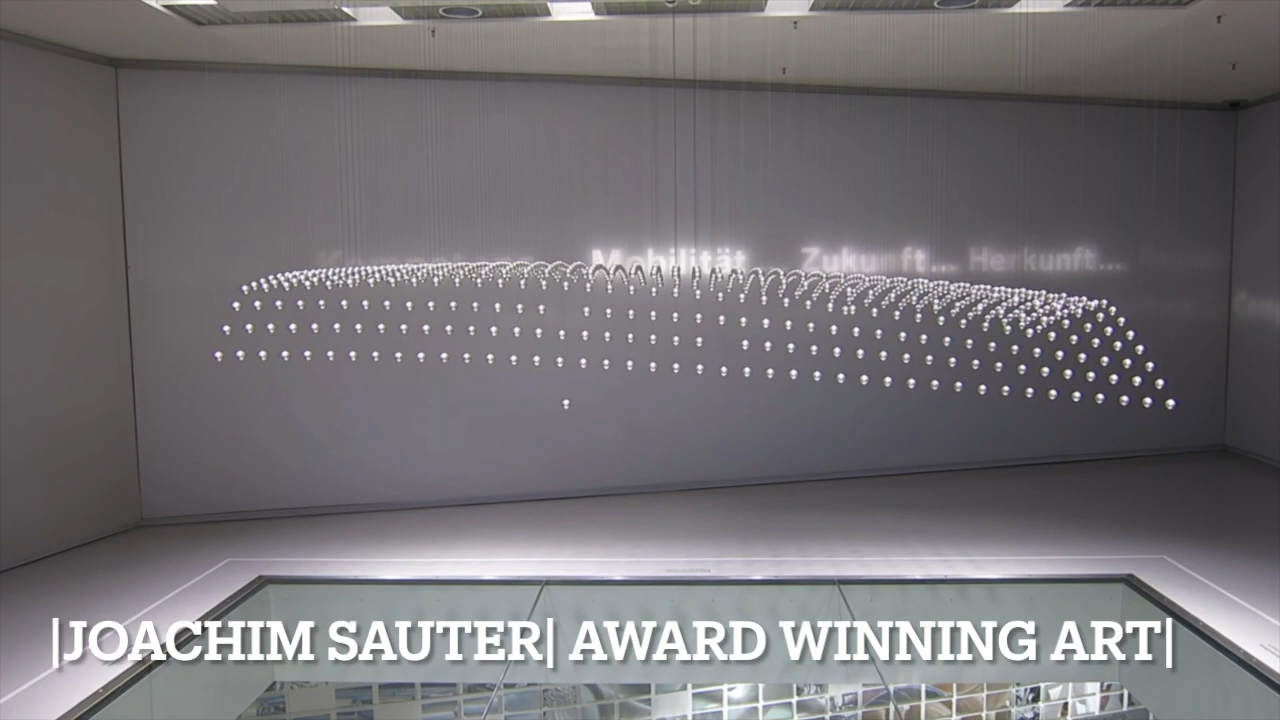 Mobilität
Zukunft... Herkunft...
|JOACHIM SAUTER| AWARD WINNING ART|